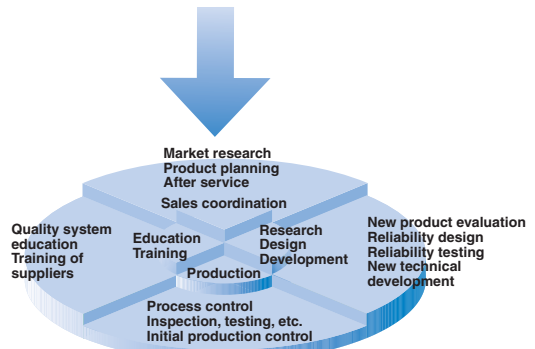 Market research
Product planning
After service
Sales coordination
Quality system
education
Training of
suppliers
Education
Training
Research
Design
Development
New product evaluation
Reliability design
Reliability testing
New technical
development
Production
Process control
Inspection, testing, etc.
Initial production control